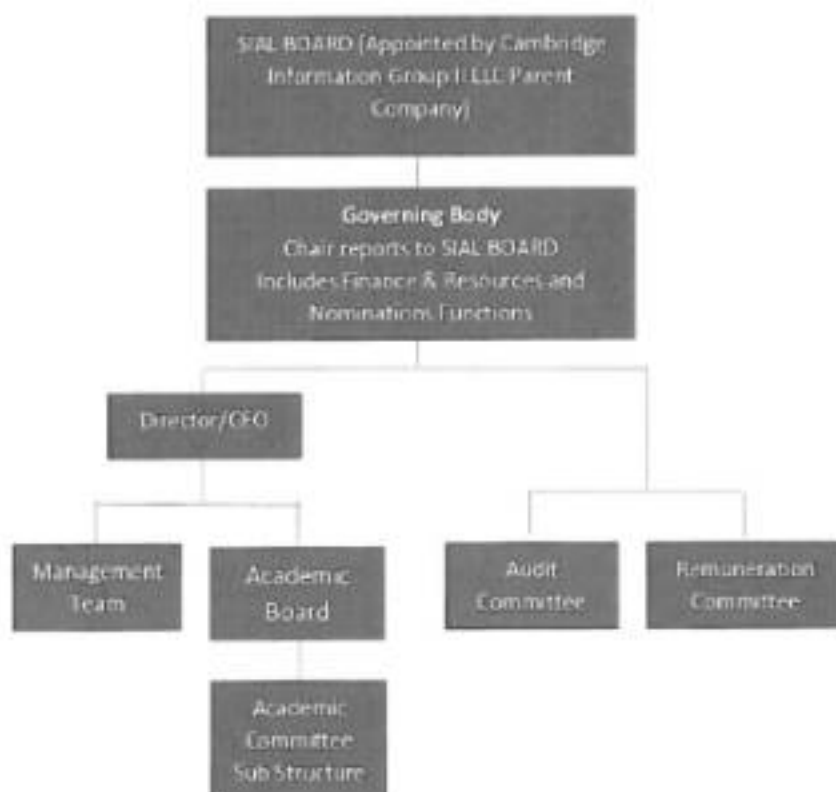 SIAL BOARD (Appointed by Cambridge
Information Group II LLC Parent
Company)
Governing Body
Chair reports to SIAL BOARD
Includes Finance & Resources and
Nominations Functions
Director/CEO
Management
Team
Academic
Board
Audit
Committee
Remuneration
Committee
Academic
Committee
Sub Structure